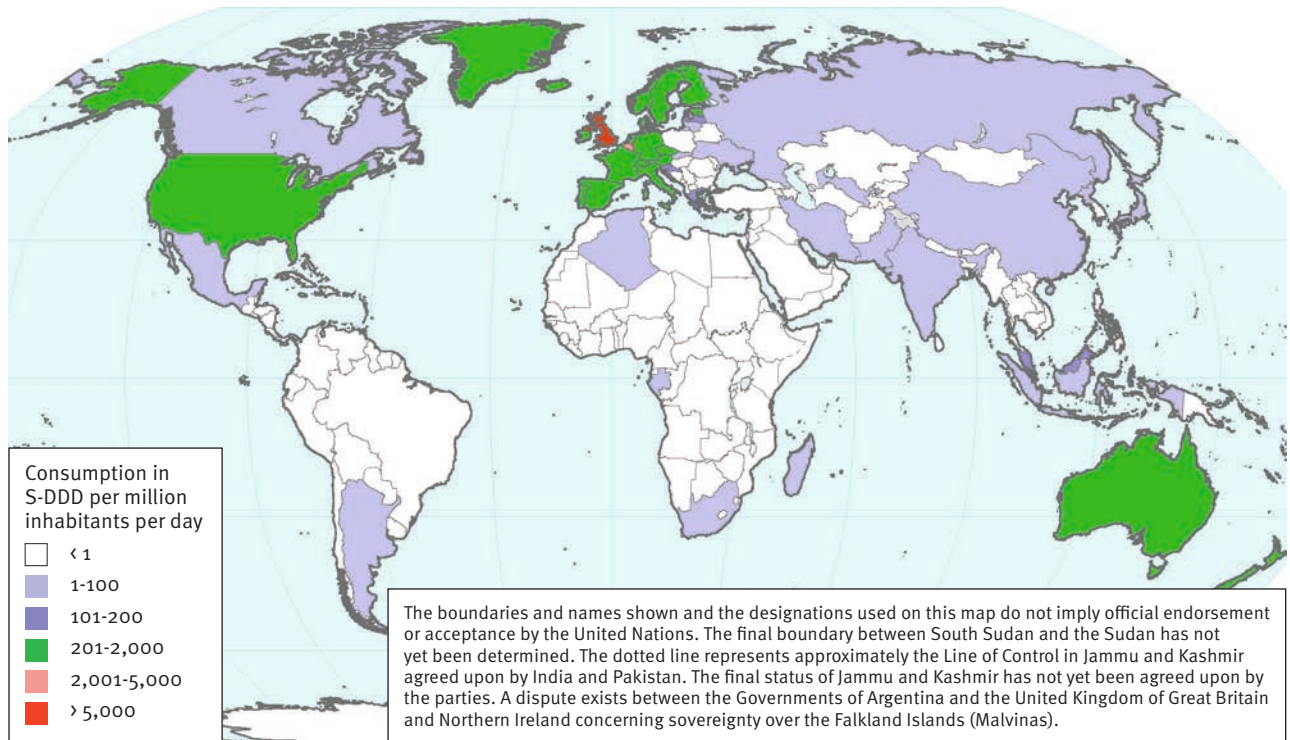 Consumption in
S-DDD per million
inhabitants per day
< 1
1-100
101-200
201-2,000
2,001-5,000
> 5,000
The boundaries and names shown and the designations used on this map do not imply official endorsement
or acceptance by the United Nations. The final boundary between South Sudan and the Sudan has not
yet been determined. The dotted line represents approximately the Line of Control in Jammu and Kashmir
agreed upon by India and Pakistan. The final status of Jammu and Kashmir has not yet been agreed upon by
the parties. A dispute exists between the Governments of Argentina and the United Kingdom of Great Britain
and Northern Ireland concerning sovereignty over the Falkland Islands (Malvinas).